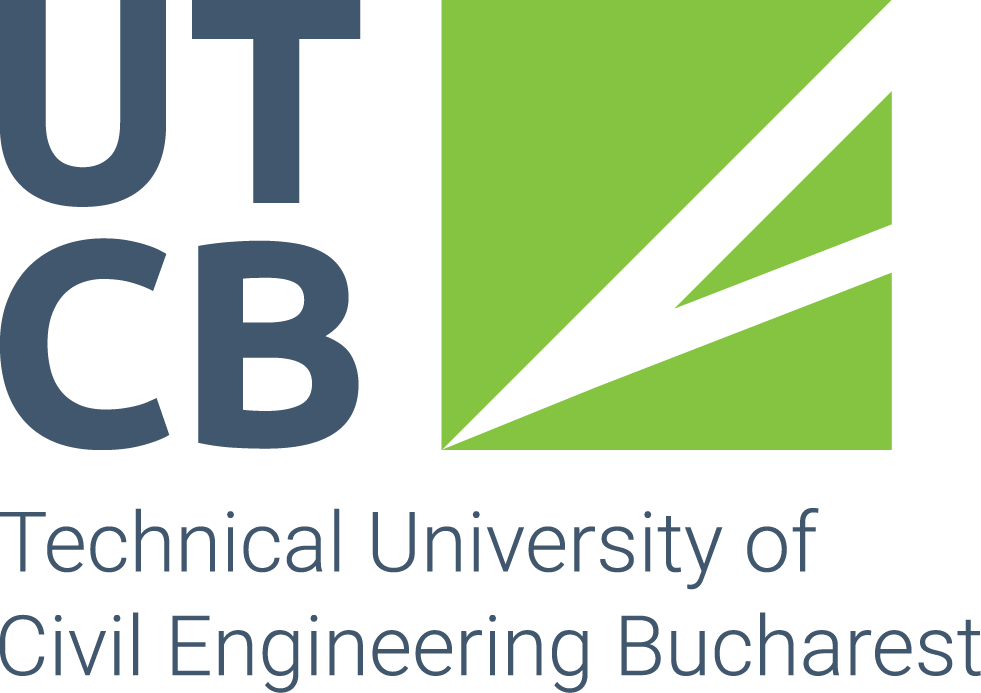 UT
CB
Technical University of
Civil Engineering Bucharest